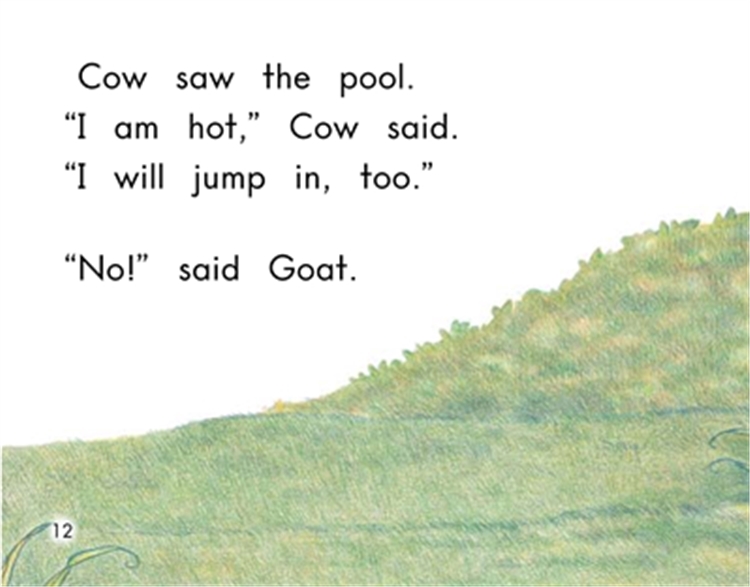 Cow saw the pool.
“I am hot,” Cow said.
“I will jump in, too.”
“No!” said Goat.
12